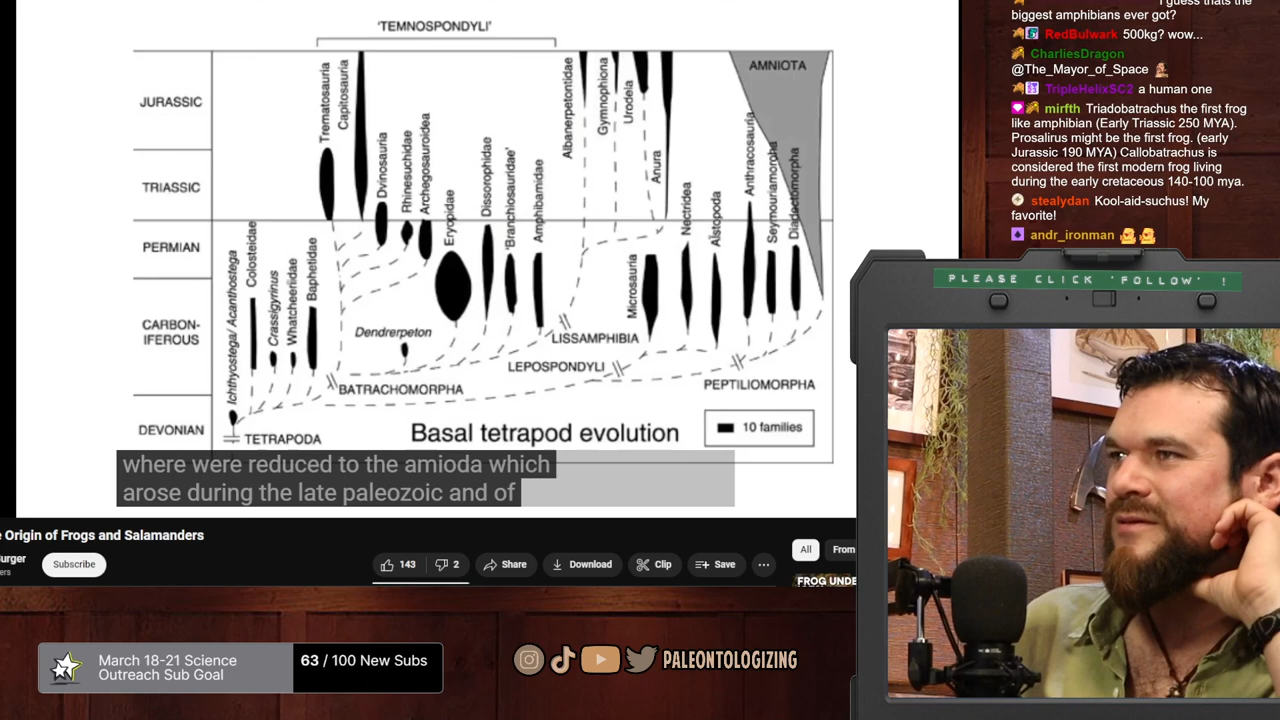 'TEMNOSPONDYLI'
JURASSIC
TRIASSIC
PERMIAN
CARBON-
IFEROUS
DEVONIAN
Ichthyostega/ Acanthostega
Colosteidae
Crassigyrinus
Whatcheeriidae
Baphetidae
Trematosauria
Capitosauria
Dvinosauria
Rhinesuchidae
Archegosauroidea
Eryopidae
Dissorophidae
'Branchiosauridae'
Amphibamidae
Albanerpetontidae
Gymnophiona
Urodela
Anura
Microsauria
Nectridea
Aïstopoda
Anthracosauria
Seymouriamorpha
Diadectomorpha
AMNIOTA
Dendrerpeton
LISSAMPHIBIA
LEPOSPONDYLI
BATRACHOMORPHA
PEPTILIOMORPHA
TETRAPODA
Basal tetrapod evolution
10 families
where were reduced to the amioda which
arose during the late paleozoic and of
Origin of Frogs and Salamanders
urger
ers
Subscribe
143
2
Share
Download
Clip
Save
All
From
FROG UNDE
March 18-21 Science
Outreach Sub Goal
63 / 100 New Subs
PALEONTOLOGIZING
I guess thats the
biggest amphibians ever got?
RedBulwark 500kg? wow...
CharliesDragon
@The_Mayor_of_Space
TripleHelixSC2 a human one
mirfth Triadobatrachus the first frog
like amphibian (Early Triassic 250 MYA).
Prosalirus might be the first frog. (early
Jurassic 190 MYA) Callobatrachus is
considered the first modern frog living
during the early cretaceous 140-100 mya.
stealydan Kool-aid-suchus! My
favorite!
andr_ironman
PLEASE CLICK 'FOLLOW' !